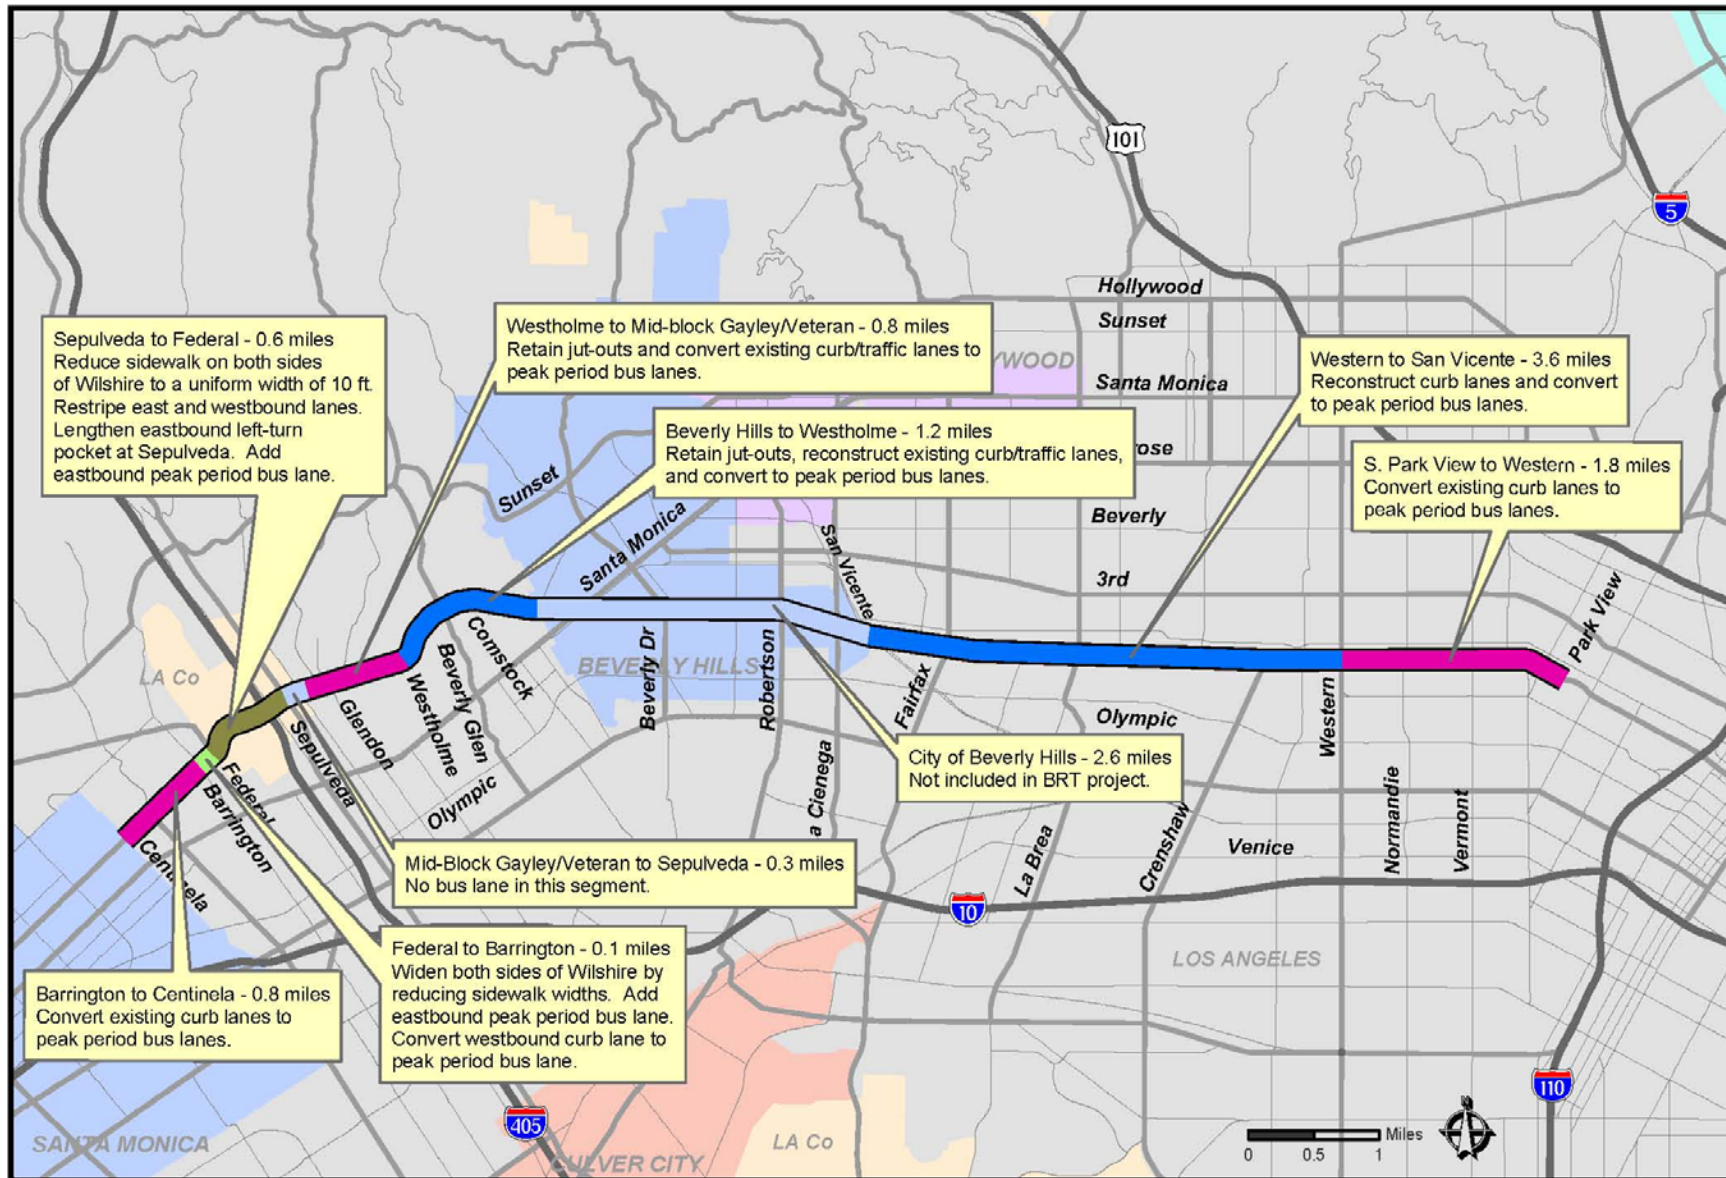 101
5
Hollywood
Sunset
Santa Monica
Beverly
3rd
Sepulveda to Federal - 0.6 miles
Reduce sidewalk on both sides
of Wilshire to a uniform width of 10 ft.
Restripe east and westbound lanes.
Lengthen eastbound left-turn
pocket at Sepulveda.  Add
eastbound peak period bus lane.
Westholme to Mid-block Gayley/Veteran - 0.8 miles
Retain jut-outs and convert existing curb/traffic lanes to
peak period bus lanes.
Beverly Hills to Westholme - 1.2 miles
Retain jut-outs, reconstruct existing curb/traffic lanes,
and convert to peak period bus lanes.
Western to San Vicente - 3.6 miles
Reconstruct curb lanes and convert
to peak period bus lanes.
S. Park View to Western - 1.8 miles
Convert existing curb lanes to
peak period bus lanes.
Sunset
Santa Monica
San Vicente
Park View
LA Co
BEVERLY HILLS
Comstock
Beverly Glen
Westholme
Glendon
Sepulveda
Federal
Barrington
Centinela
Olympic
Beverly Dr
Robertson
Fairfax
Olympic
Western
Crenshaw
La Brea
Venice
Normandie
Vermont
City of Beverly Hills - 2.6 miles
Not included in BRT project.
Mid-Block Gayley/Veteran to Sepulveda - 0.3 miles
No bus lane in this segment.
Federal to Barrington - 0.1 miles
Widen both sides of Wilshire by
reducing sidewalk widths.  Add
eastbound peak period bus lane.
Convert westbound curb lane to
peak period bus lane.
Barrington to Centinela - 0.8 miles
Convert existing curb lanes to
peak period bus lanes.
10
LOS ANGELES
110
405
SANTA MONICA
CULVER CITY
LA Co
Miles
0 0.5 1
N